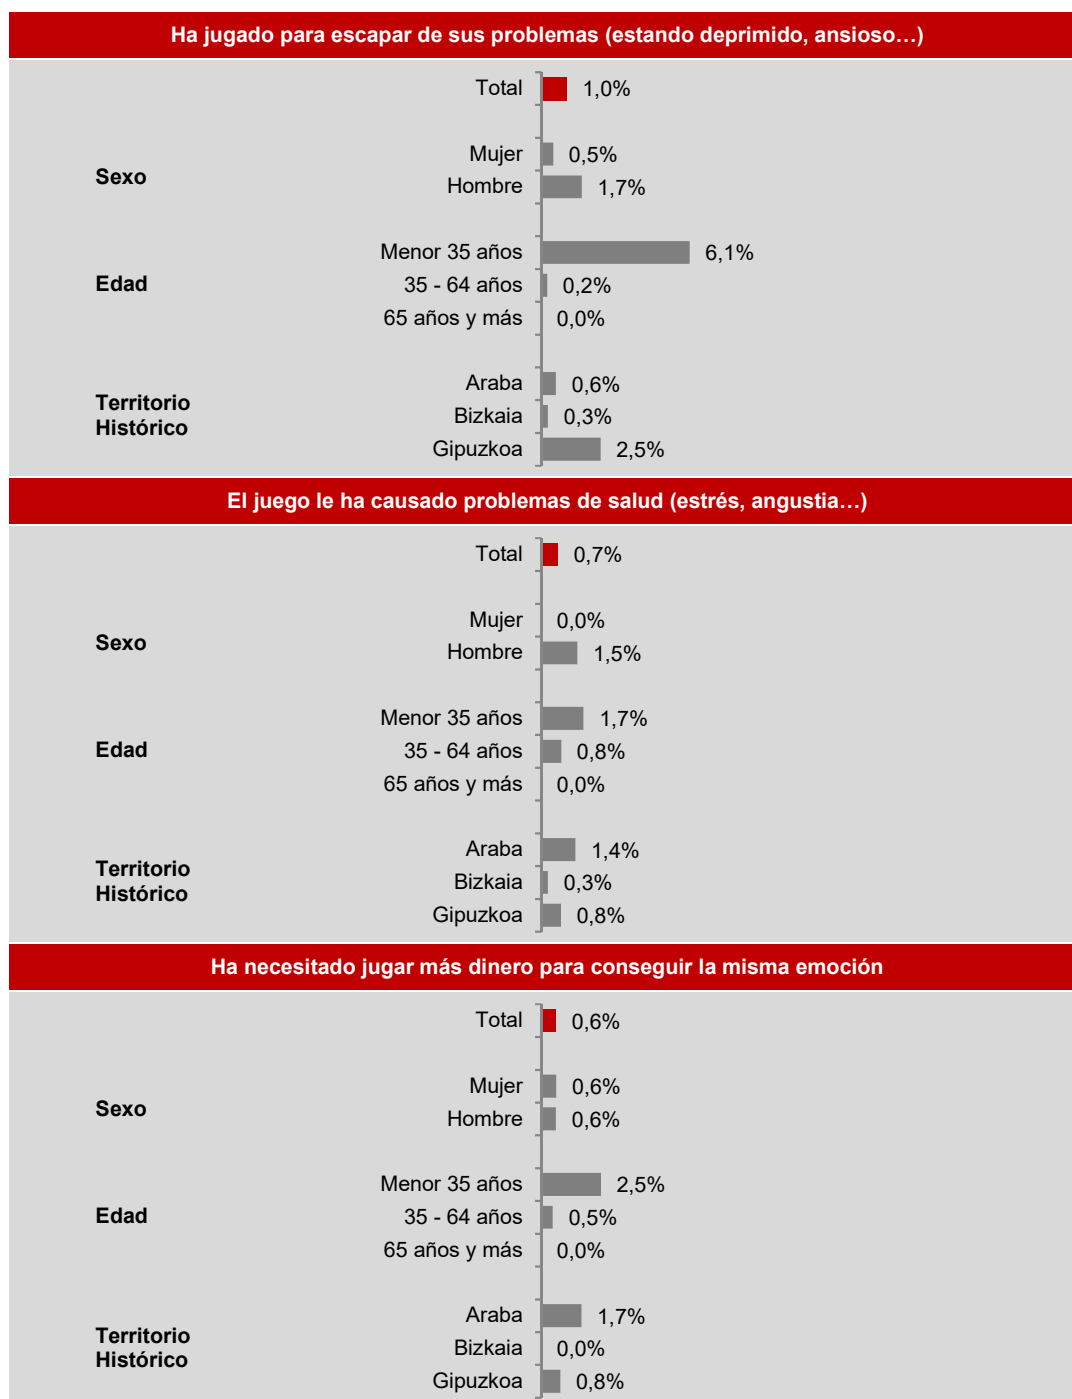 Ha jugado para escapar de sus problemas (estando deprimido, ansioso…)
Total 1,0%
Sexo
Mujer 0,5%
Hombre 1,7%
Edad
Menor 35 años 6,1%
35 - 64 años 0,2%
65 años y más 0,0%
Territorio
Histórico
Araba 0,6%
Bizkaia 0,3%
Gipuzkoa 2,5%
El juego le ha causado problemas de salud (estrés, angustia…)
Total 0,7%
Sexo
Mujer 0,0%
Hombre 1,5%
Edad
Menor 35 años 1,7%
35 - 64 años 0,8%
65 años y más 0,0%
Territorio
Histórico
Araba 1,4%
Bizkaia 0,3%
Gipuzkoa 0,8%
Ha necesitado jugar más dinero para conseguir la misma emoción
Total 0,6%
Sexo
Mujer 0,6%
Hombre 0,6%
Edad
Menor 35 años 2,5%
35 - 64 años 0,5%
65 años y más 0,0%
Territorio
Histórico
Araba 1,7%
Bizkaia 0,0%
Gipuzkoa 0,8%